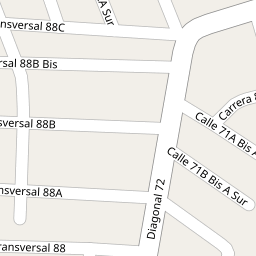 ansversal 88C
A Sur
ersal 88B Bis
Carrera 8
Calle 71A Bis A
nsversal 88B
Calle 71B Bis A Sur
ansversal 88A
Diagonal 72
ransversal 88